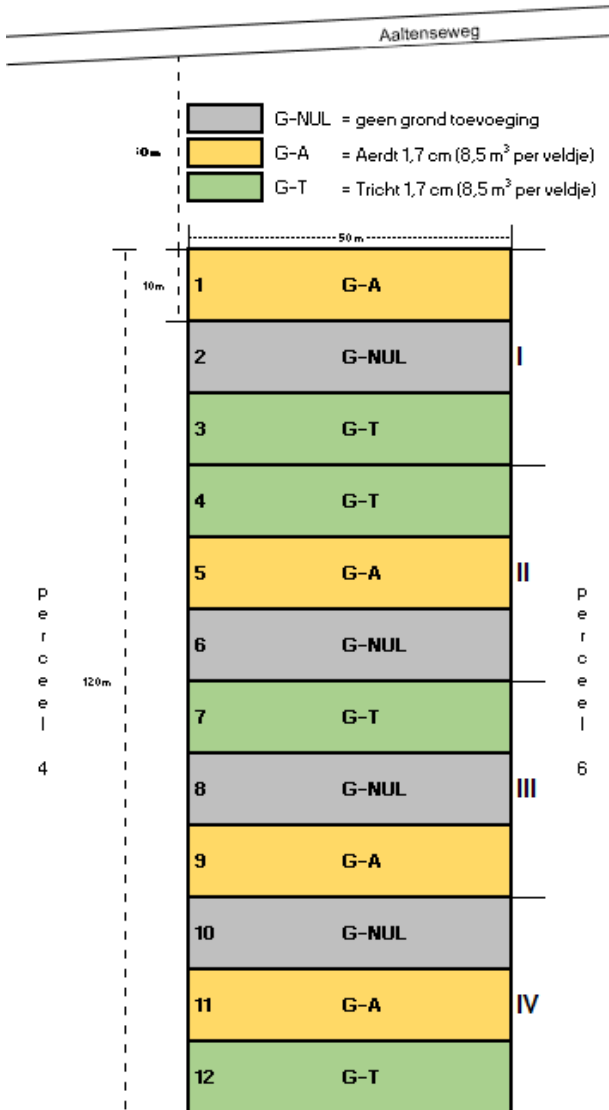 Aaltenseweg
G-NUL = geen grond toevoeging
G-A = Aerdt 1,7 cm (8,5 m³ per veldje)
G-T = Tricht 1,7 cm (8,5 m³ per veldje)
50 m
10m
1 G-A
2 G-NUL I
3 G-T
4 G-T
5 G-A II
6 G-NUL
120m
7 G-T
8 G-NUL III
9 G-A
10 G-NUL
11 G-A IV
12 G-T
perceel 4
perceel 6